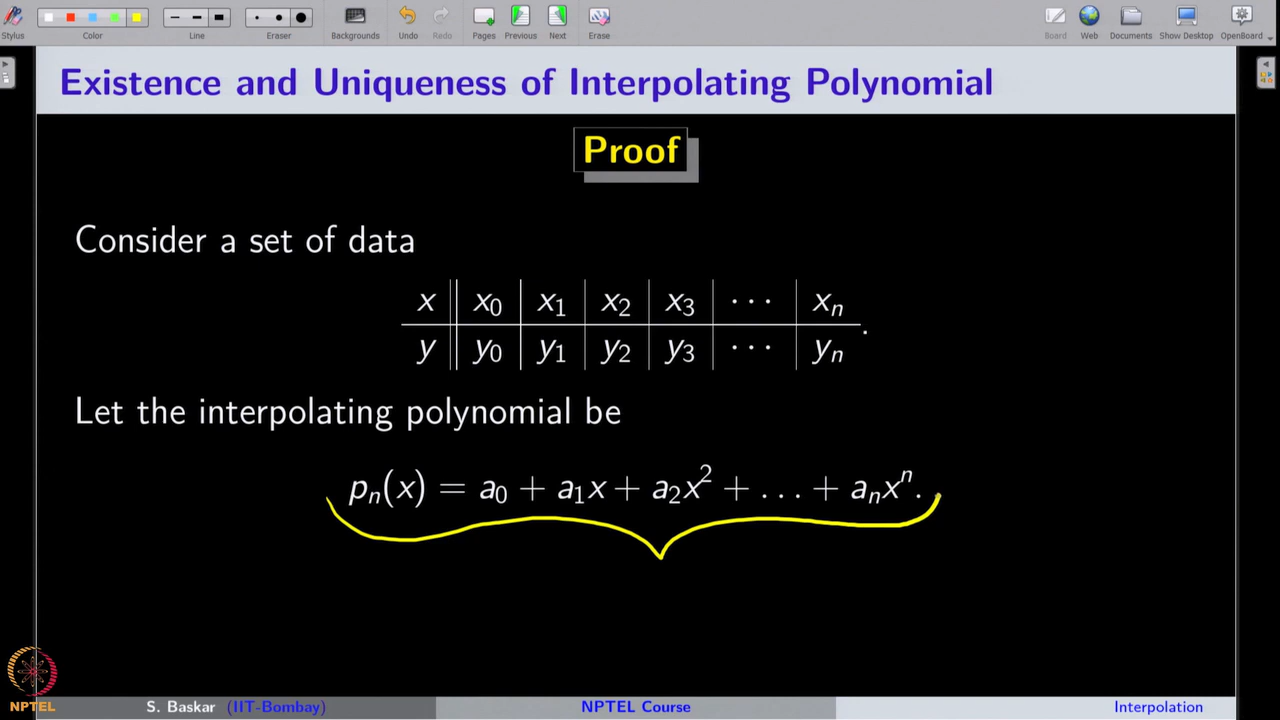 Stylus Color Line Eraser Backgrounds Undo Redo Pages Previous Next Erase Board Web Documents Show Desktop OpenBoard
Existence and Uniqueness of Interpolating Polynomial
Proof
Consider a set of data
x x₀ x₁ x₂ x₃ ⋯ xₙ
y y₀ y₁ y₂ y₃ ⋯ yₙ .
Let the interpolating polynomial be
pₙ(x) = a₀ + a₁x + a₂x² + … + aₙxⁿ.
NPTEL
S. Baskar (IIT-Bombay) NPTEL Course Interpolation